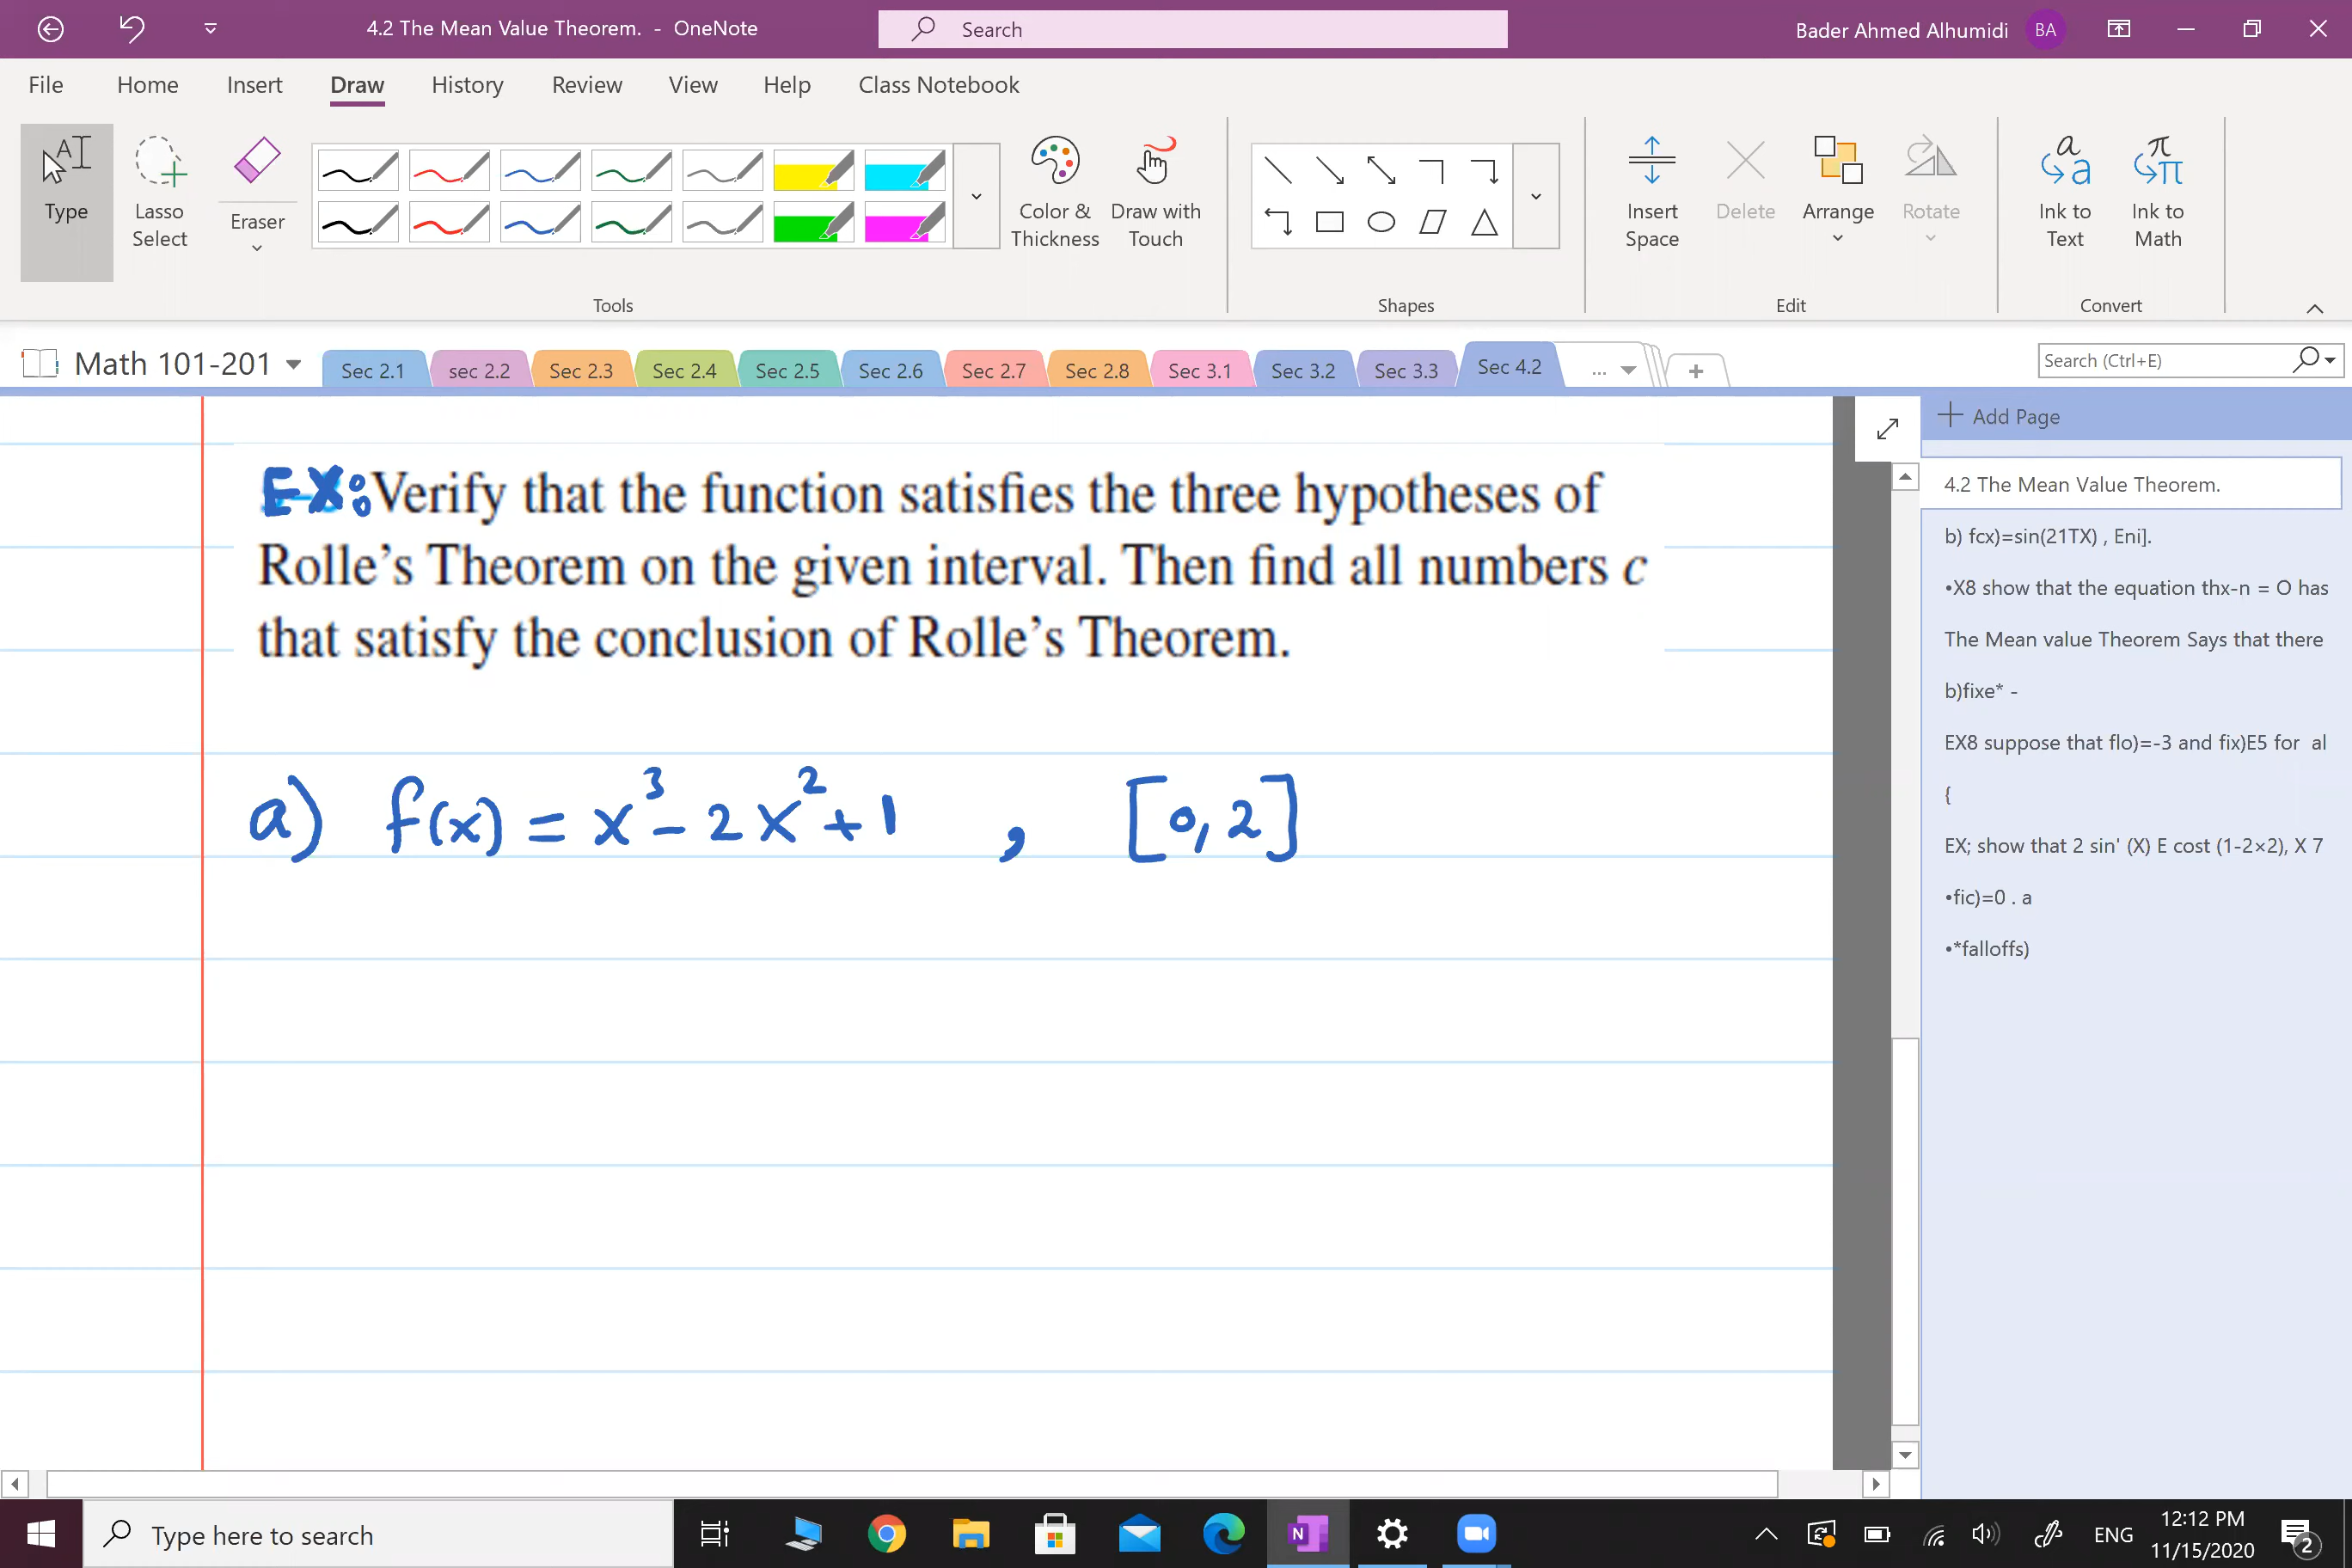 4.2 The Mean Value Theorem. - OneNote
Search
Bader Ahmed Alhumidi
BA
File
Home
Insert
Draw
History
Review
View
Help
Class Notebook
Type
Lasso Select
Eraser
Color & Thickness
Draw with Touch
Insert Space
Delete
Arrange
Rotate
Ink to Text
Ink to Math
Tools
Shapes
Edit
Convert
Math 101-201
Sec 2.1
sec 2.2
Sec 2.3
Sec 2.4
Sec 2.5
Sec 2.6
Sec 2.7
Sec 2.8
Sec 3.1
Sec 3.2
Sec 3.3
Sec 4.2
...
Search (Ctrl+E)
EX: Verify that the function satisfies the three hypotheses of
Rolle's Theorem on the given interval. Then find all numbers c
that satisfy the conclusion of Rolle's Theorem.
a) f(x) = x³ - 2x² + 1 , [0, 2]
Add Page
4.2 The Mean Value Theorem.
b) fcx)=sin(21TX) , Eni].
•X8 show that the equation thx-n = O has
The Mean value Theorem Says that there
b)fixe* -
EX8 suppose that flo)=-3 and fix)E5 for al
{
EX; show that 2 sin' (X) E cost (1-2×2), X 7
•fic)=0 . a
•*falloffs)
Type here to search
ENG
12:12 PM
11/15/2020
2